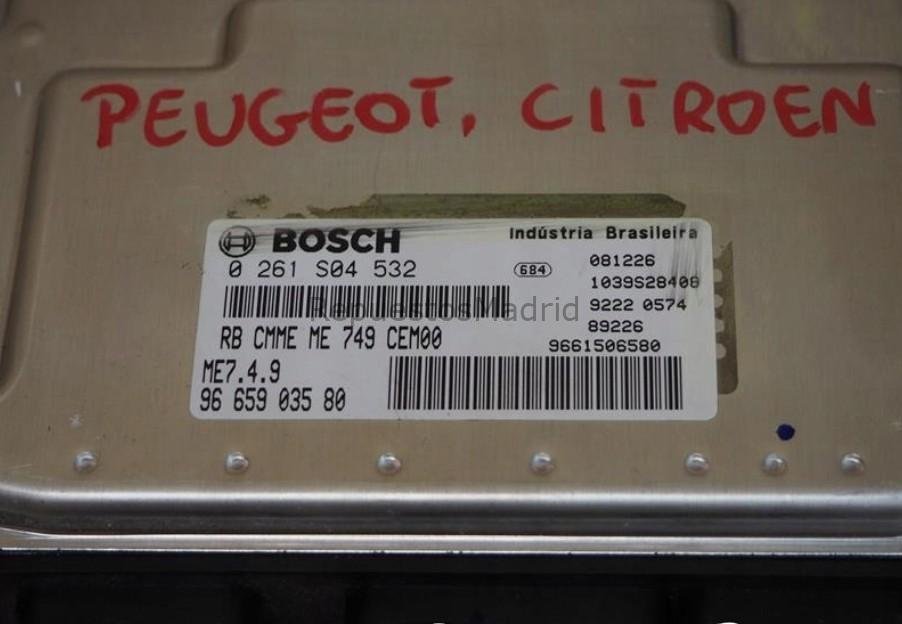 PEUGEOT, CITROEN
BOSCH
Indústria Brasileira
0 261 S04 532
684
081226
1039S28408
RepuestosMadrid
9222 0574
RB CMME ME 749 CEM00
89226
9661506580
ME7.4.9
96 659 035 80